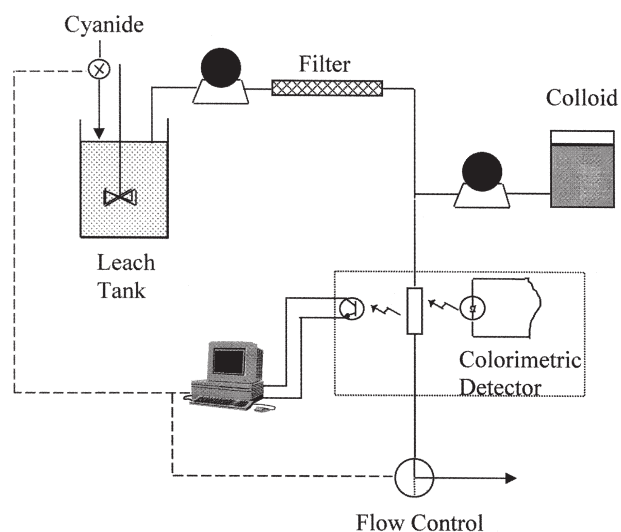 Cyanide
Filter
Colloid
Leach
Tank
Colorimetric
Detector
Flow Control